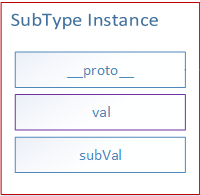 SubType Instance
__proto__
val
subVal